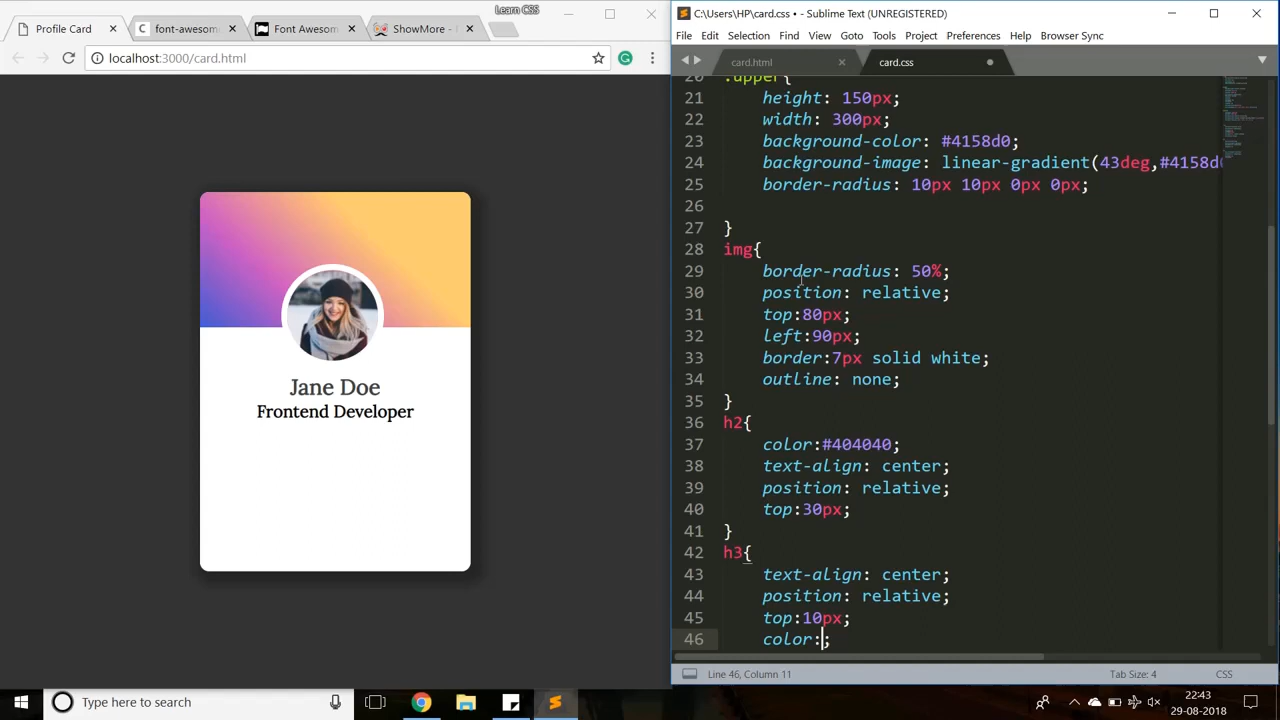 Learn CSS
Profile Card
font-awesom
Font Awesom
ShowMore -
localhost:3000/card.html
Jane Doe
Frontend Developer
C:\Users\HP\card.css • - Sublime Text (UNREGISTERED)
File Edit Selection Find View Goto Tools Project Preferences Help Browser Sync
card.html
card.css
20 .upper{
21 height: 150px;
22 width: 300px;
23 background-color: #4158d0;
24 background-image: linear-gradient(43deg,#4158d
25 border-radius: 10px 10px 0px 0px;
26
27 }
28 img{
29 border-radius: 50%;
30 position: relative;
31 top:80px;
32 left:90px;
33 border:7px solid white;
34 outline: none;
35 }
36 h2{
37 color:#404040;
38 text-align: center;
39 position: relative;
40 top:30px;
41 }
42 h3{
43 text-align: center;
44 position: relative;
45 top:10px;
46 color:;
Line 46, Column 11
Tab Size: 4
CSS
Type here to search
22:43
29-08-2018